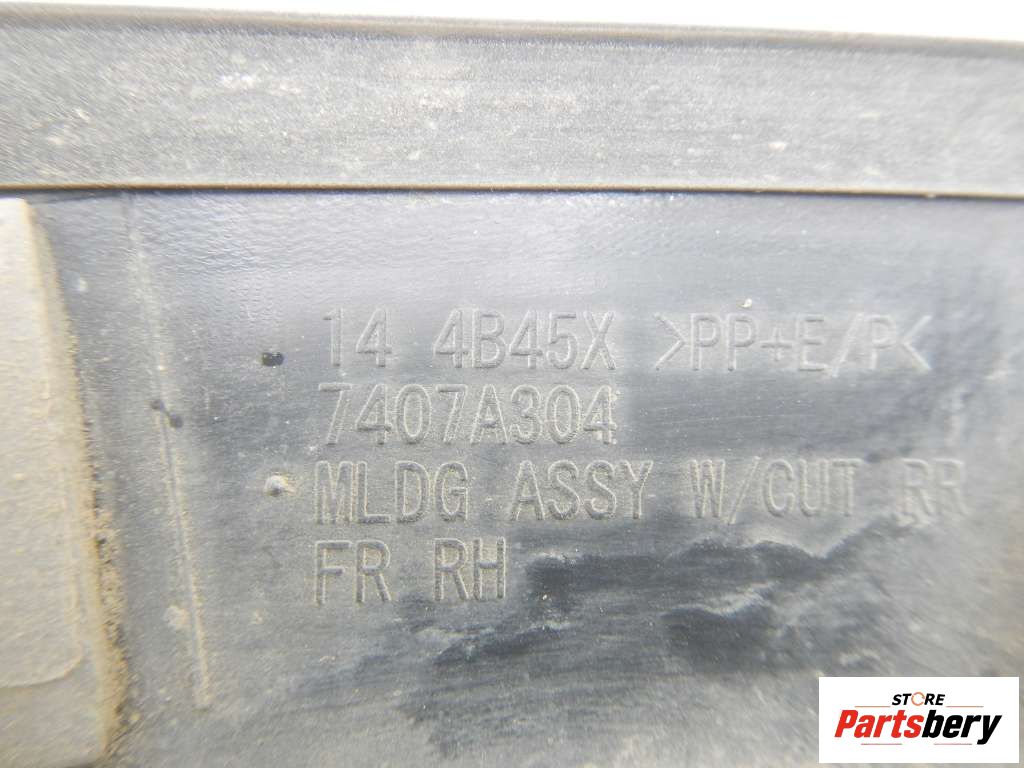 14 4B45X >PP+E/P<
7407A304
MLDG ASSY W/CUT RR
FR RH
STORE
Partsbery